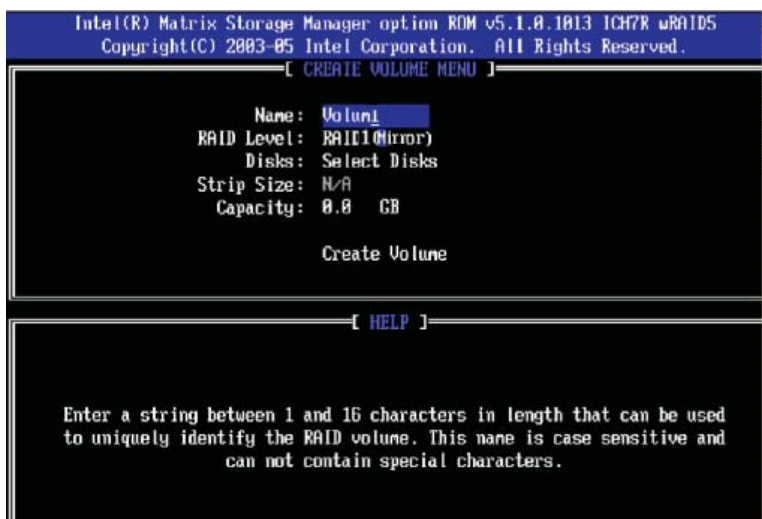 Intel(R) Matrix Storage Manager option ROM v5.1.0.1013 ICH7R wRAID5
Copyright(C) 2003-05 Intel Corporation. All Rights Reserved.
[ CREATE VOLUME MENU ]
Name: Volum1
RAID Level: RAID1(Mirror)
Disks: Select Disks
Strip Size: N/A
Capacity: 0.0 GB
Create Volume
[ HELP ]
Enter a string between 1 and 16 characters in length that can be used
to uniquely identify the RAID volume. This name is case sensitive and
can not contain special characters.